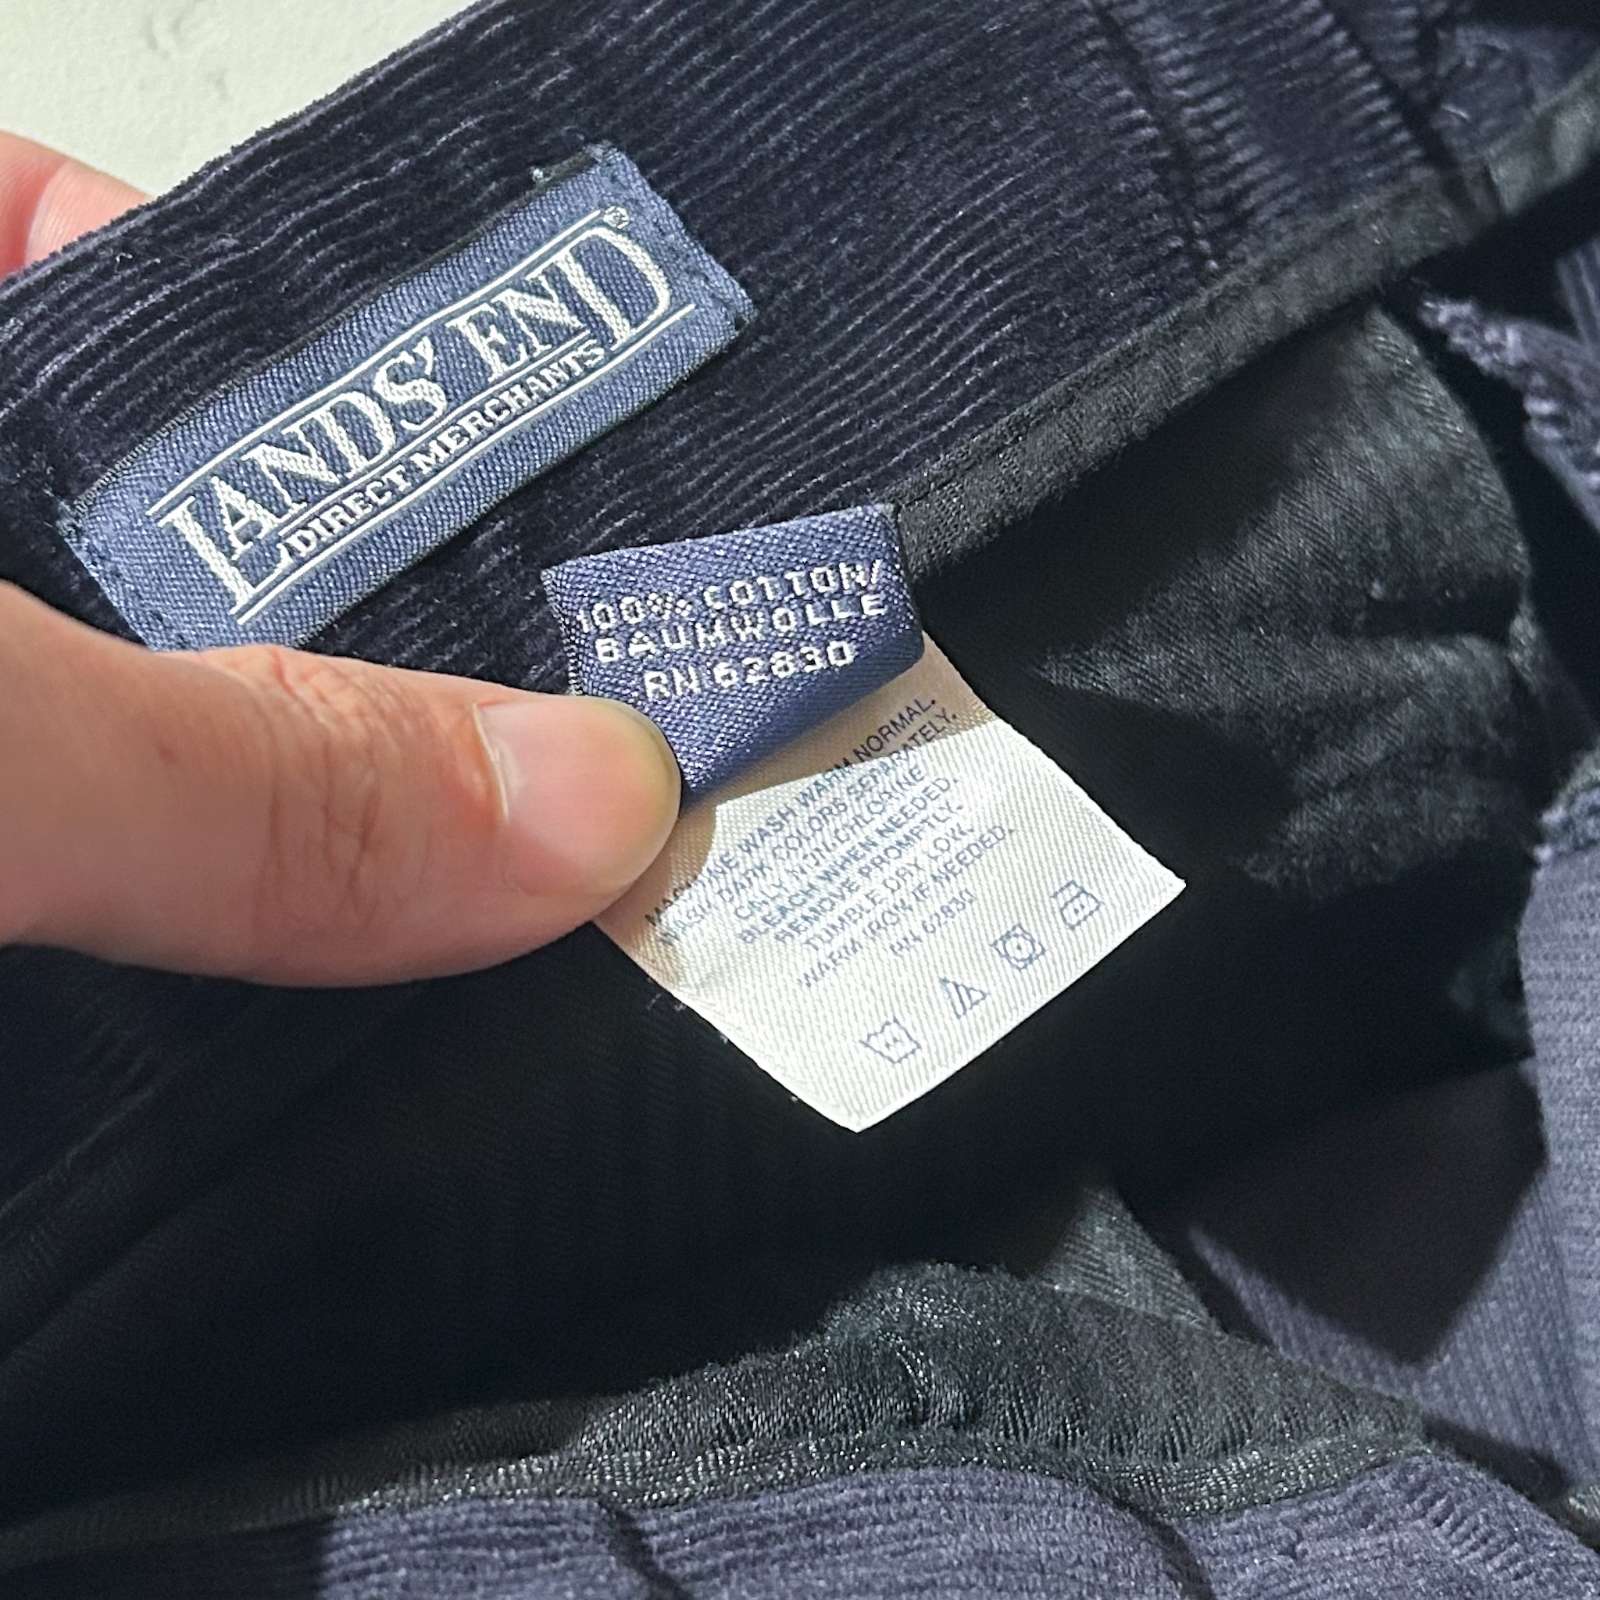 LANDS' END®
DIRECT MERCHANTS
100% COTTON/
BAUMWOLLE
RN 62830
MACHINE WASH WARM NORMAL.
WASH DARK COLORS SEPARATELY.
ONLY NON-CHLORINE
BLEACH WHEN NEEDED.
REMOVE PROMPTLY.
TUMBLE DRY LOW.
WARM IRON IF NEEDED.
RN 62830